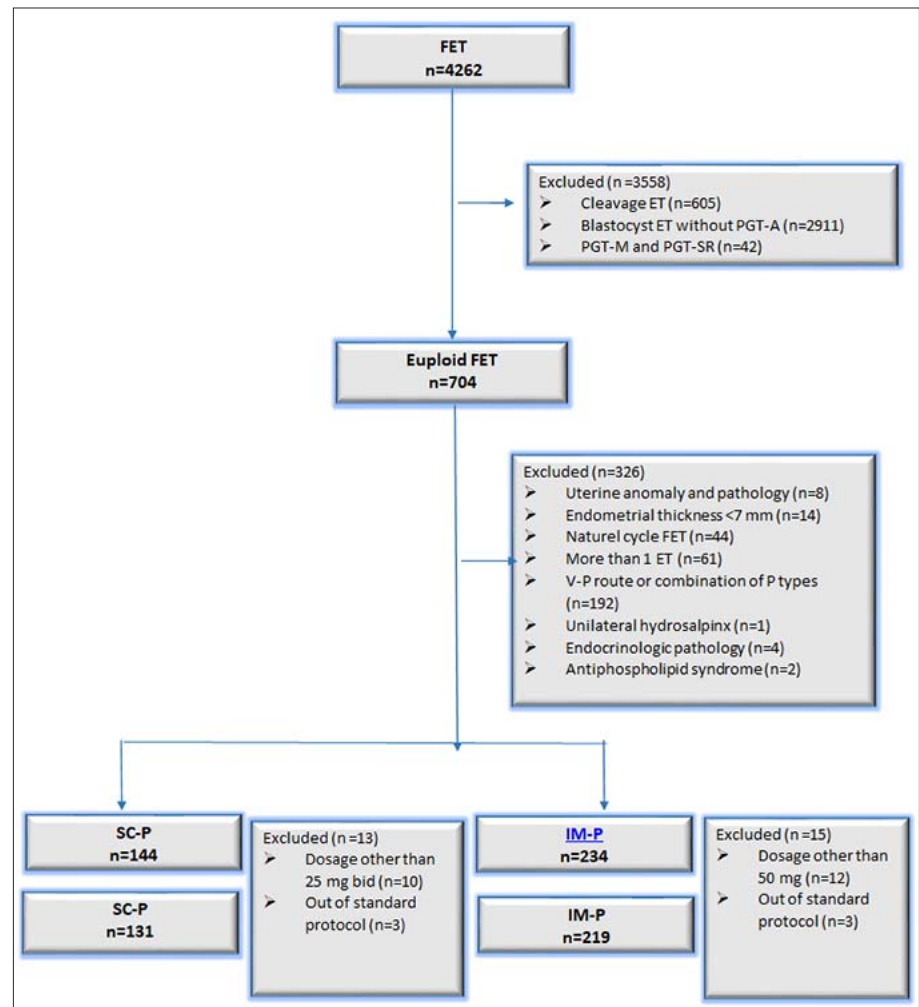 FET
n=4262
Excluded (n =3558)
➢ Cleavage ET (n=605)
➢ Blastocyst ET without PGT-A (n=2911)
➢ PGT-M and PGT-SR (n=42)
Euploid FET
n=704
Excluded (n=326)
➢ Uterine anomaly and pathology (n=8)
➢ Endometrial thickness <7 mm (n=14)
➢ Naturel cycle FET (n=44)
➢ More than 1 ET (n=61)
➢ V-P route or combination of P types
(n=192)
➢ Unilateral hydrosalpinx (n=1)
➢ Endocrinologic pathology (n=4)
➢ Antiphospholipid syndrome (n=2)
SC-P
n=144
Excluded (n =13)
➢ Dosage other than
25 mg bid (n=10)
➢ Out of standard
protocol (n=3)
SC-P
n=131
IM-P
n=234
Excluded (n =15)
➢ Dosage other than
50 mg (n=12)
➢ Out of standard
protocol (n=3)
IM-P
n=219